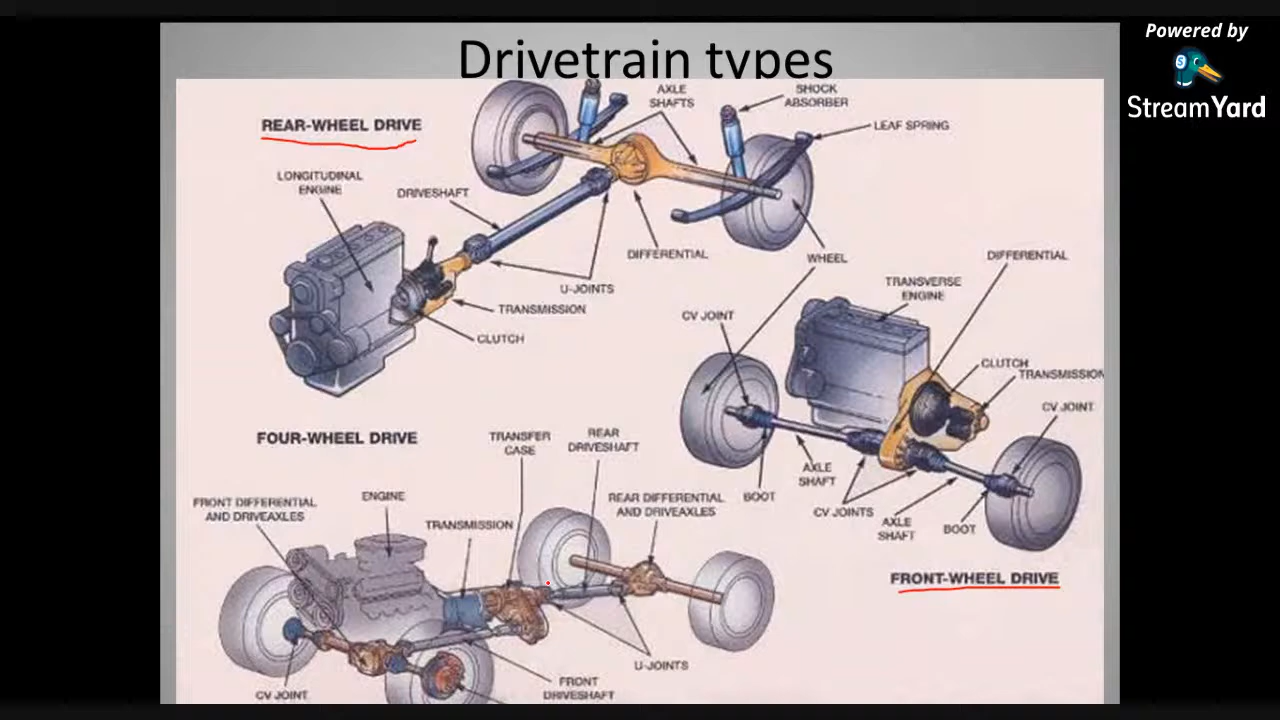 Powered by
StreamYard
Drivetrain types
REAR-WHEEL DRIVE
LONGITUDINAL
ENGINE
DRIVESHAFT
AXLE
SHAFTS
SHOCK
ABSORBER
LEAF SPRING
DIFFERENTIAL
WHEEL
U-JOINTS
TRANSMISSION
CLUTCH
DIFFERENTIAL
TRANSVERSE
ENGINE
CV JOINT
CLUTCH
TRANSMISSION
CV JOINT
AXLE
SHAFT
BOOT
CV JOINTS
AXLE
SHAFT
BOOT
FRONT-WHEEL DRIVE
FOUR-WHEEL DRIVE
TRANSFER
CASE
REAR
DRIVESHAFT
FRONT DIFFERENTIAL
AND DRIVEAXLES
ENGINE
TRANSMISSION
REAR DIFFERENTIAL
AND DRIVEAXLES
U-JOINTS
CV JOINT
FRONT
DRIVESHAFT